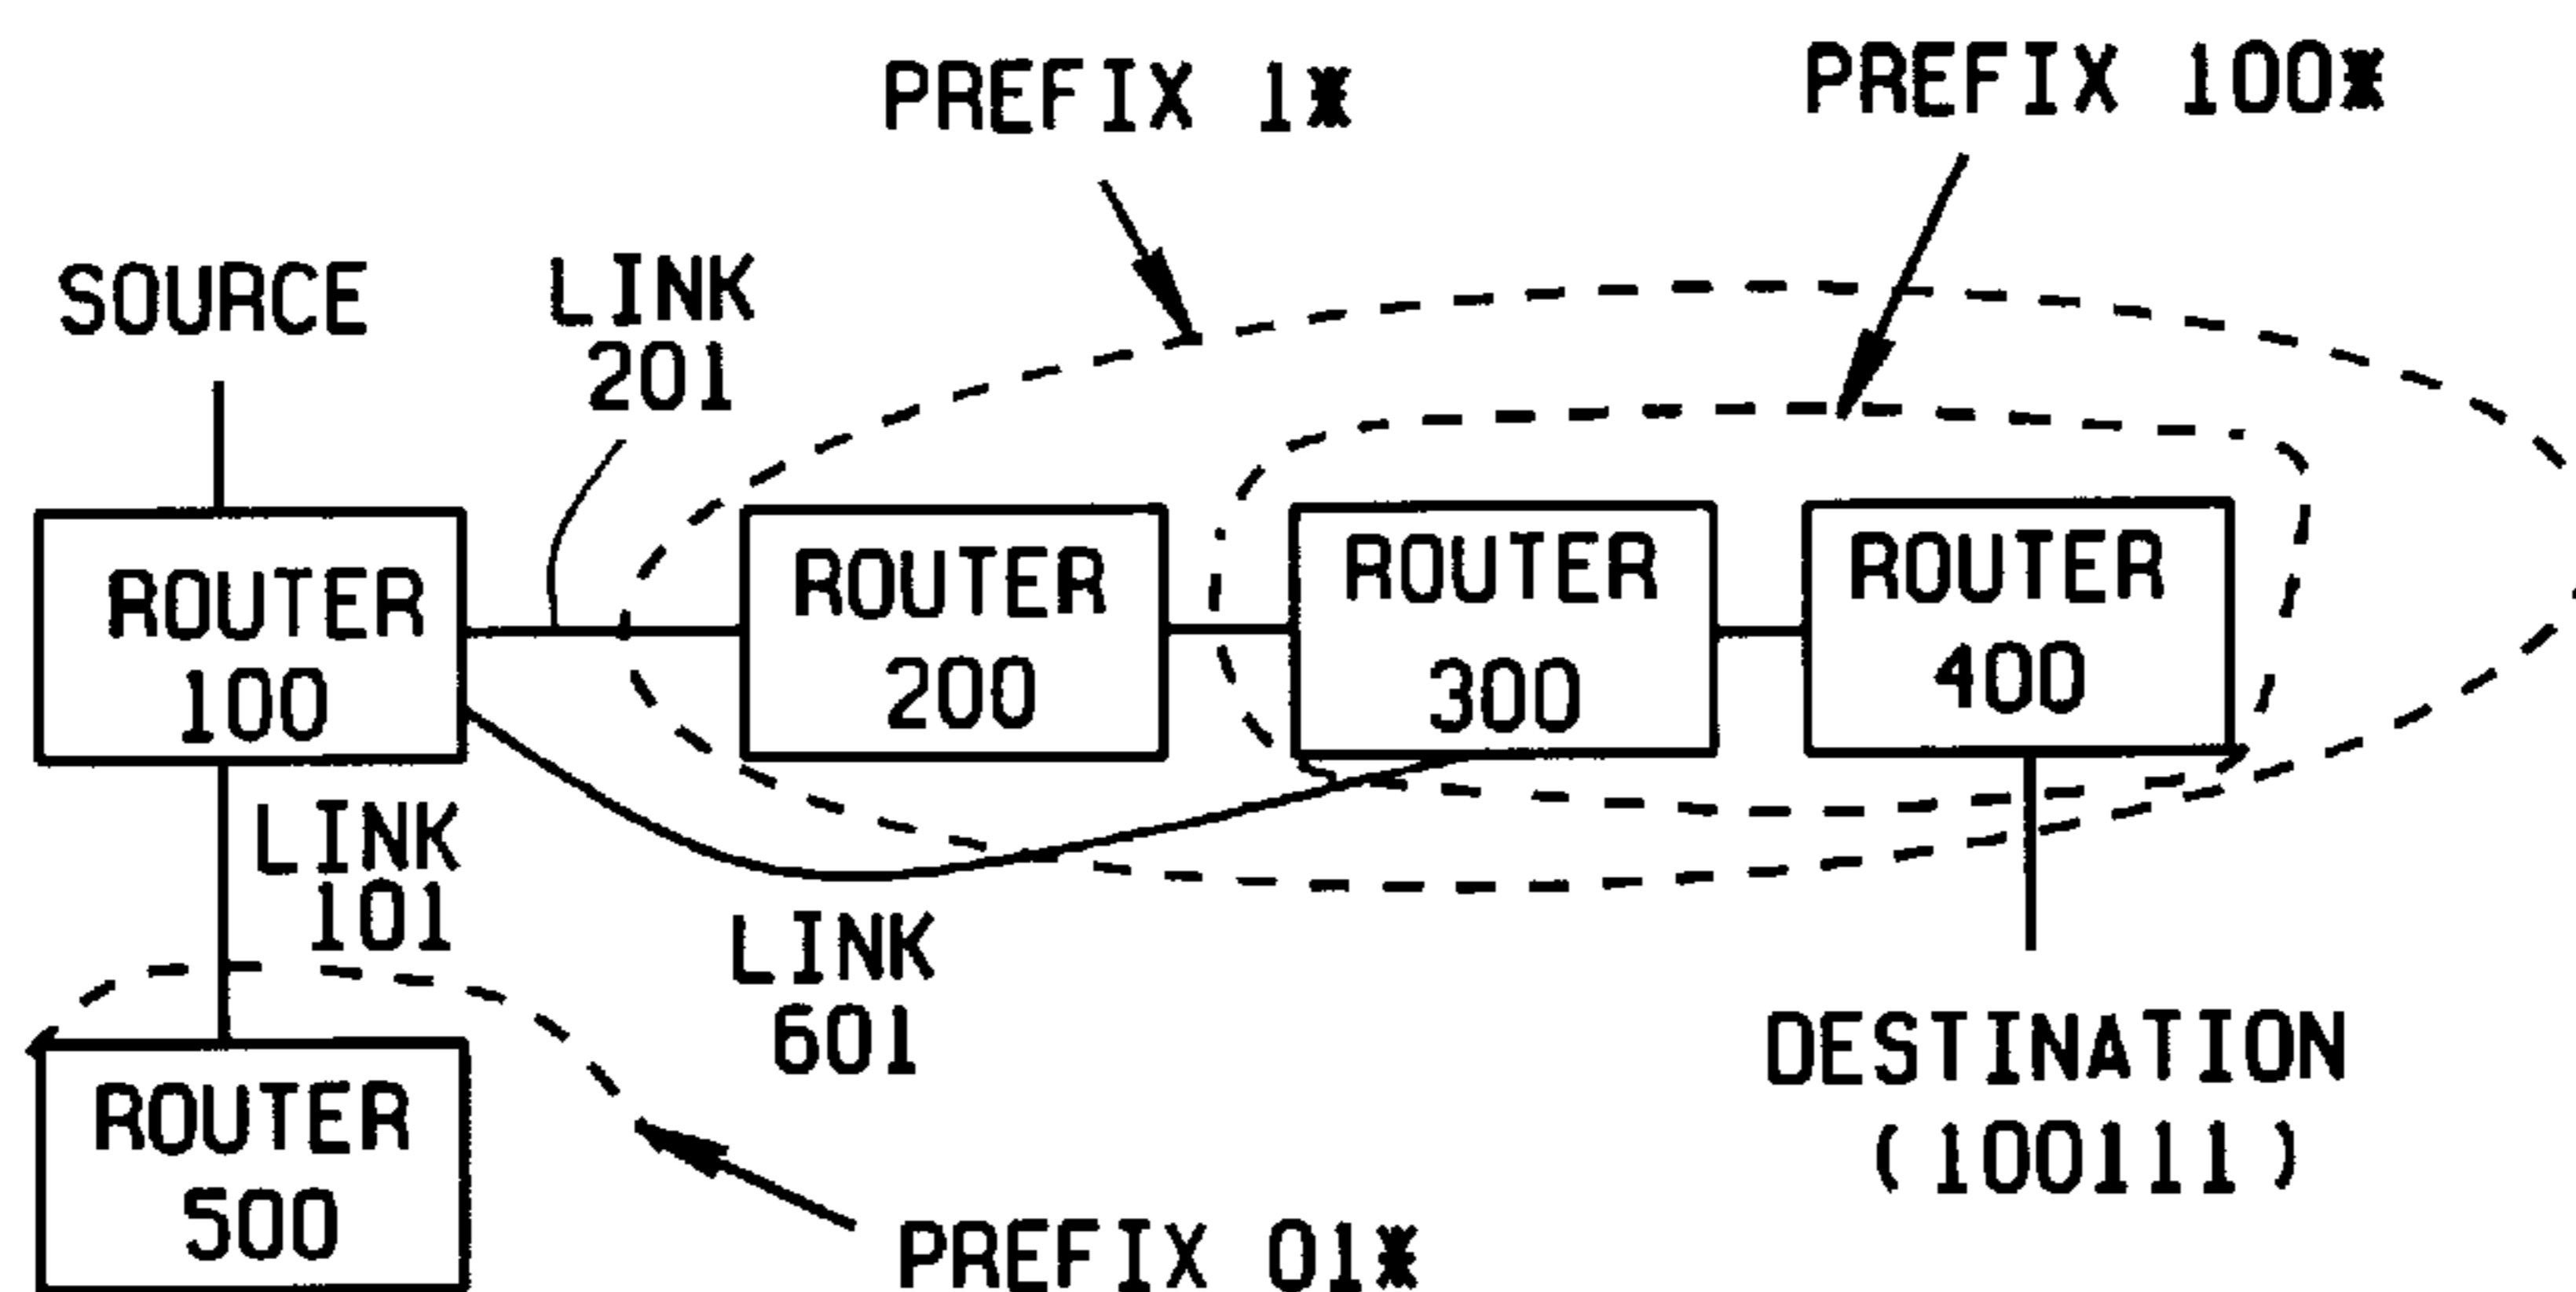 PREFIX 1*
PREFIX 100*
SOURCE
LINK
201
ROUTER
100
ROUTER
200
ROUTER
300
ROUTER
400
LINK
101
LINK
601
DESTINATION
(100111)
ROUTER
500
PREFIX 01*